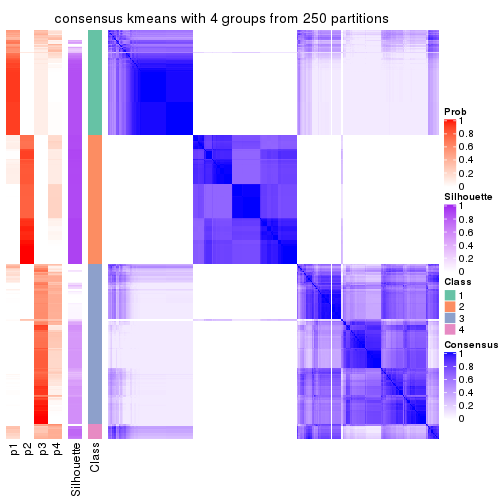 consensus kmeans with 4 groups from 250 partitions
Prob
1
0.8
0.6
0.4
0.2
0
Silhouette
1
0.8
0.6
0.4
0.2
0
Class
1
2
3
4
Consensus
1
0.8
0.6
0.4
0.2
0
p1
p2
p3
p4
Silhouette
Class